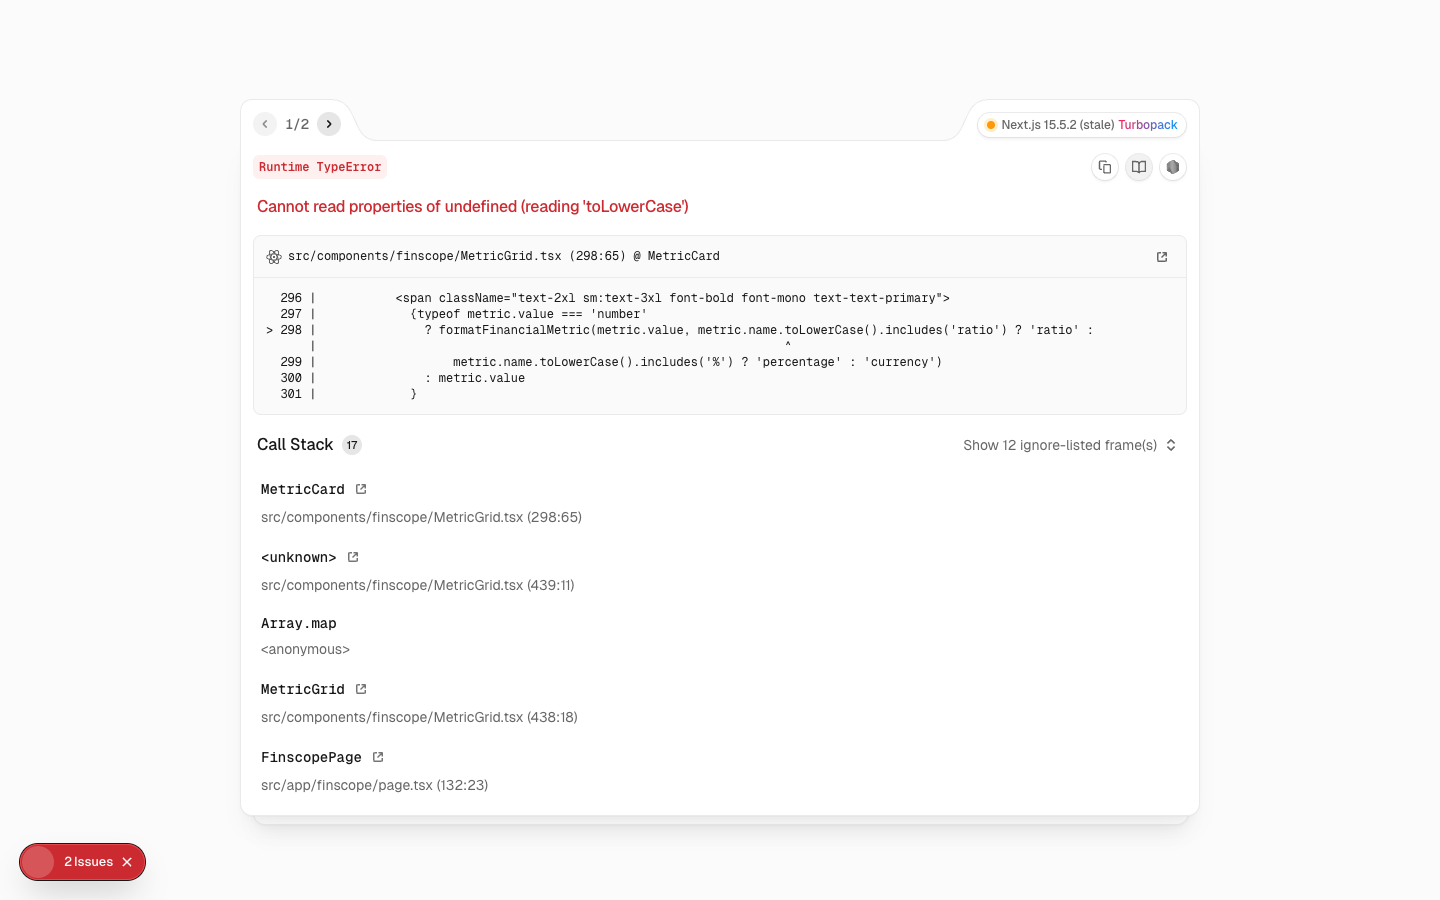 1/2
Next.js 15.5.2 (stale) Turbopack
Runtime TypeError
Cannot read properties of undefined (reading 'toLowerCase')
src/components/finscope/MetricGrid.tsx (298:65) @ MetricCard
  296 |           <span className="text-2xl sm:text-3xl font-bold font-mono text-text-primary">
  297 |             {typeof metric.value === 'number'
> 298 |               ? formatFinancialMetric(metric.value, metric.name.toLowerCase().includes('ratio') ? 'ratio' :
      |                                                                 ^
  299 |                   metric.name.toLowerCase().includes('%') ? 'percentage' : 'currency')
  300 |               : metric.value
  301 |             }
Call Stack 17
Show 12 ignore-listed frame(s)
MetricCard
src/components/finscope/MetricGrid.tsx (298:65)
<unknown>
src/components/finscope/MetricGrid.tsx (439:11)
Array.map
<anonymous>
MetricGrid
src/components/finscope/MetricGrid.tsx (438:18)
FinscopePage
src/app/finscope/page.tsx (132:23)
2 Issues